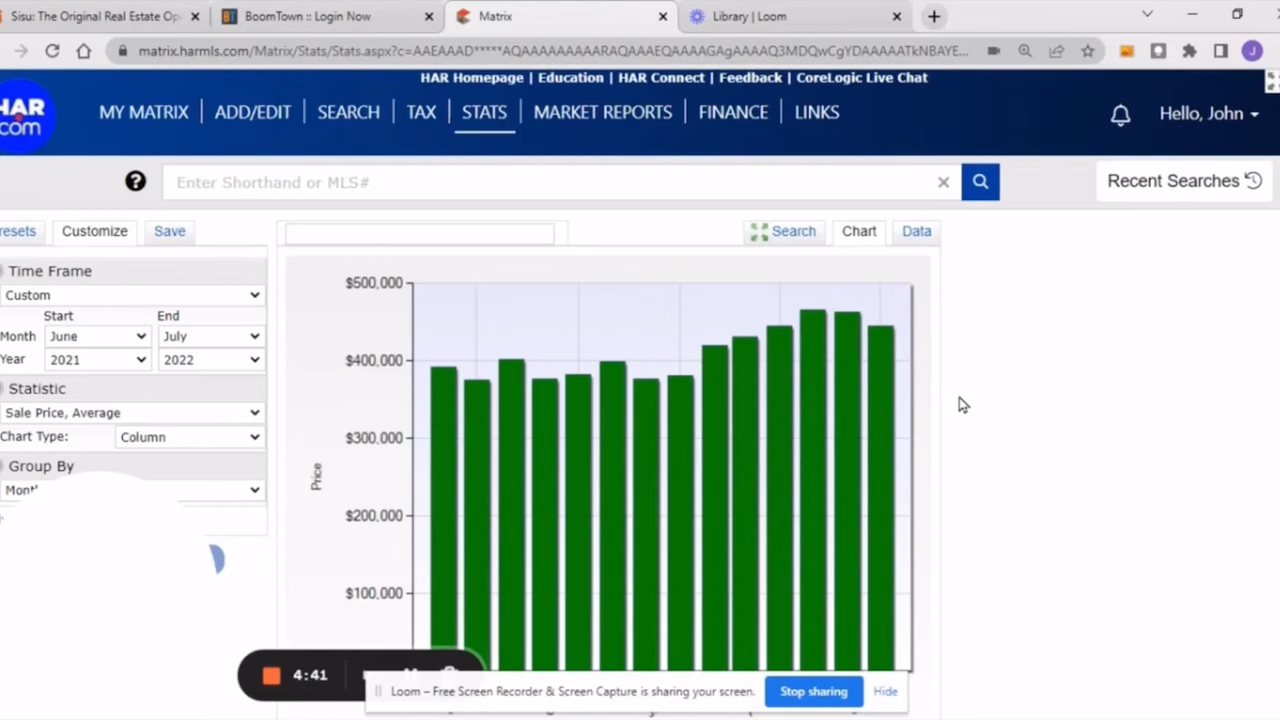 Sisu: The Original Real Estate Op
BoomTown :: Login Now
Matrix
Library | Loom
matrix.harmls.com/Matrix/Stats/Stats.aspx?c=AAEAAAD*****AQAAAAAAAAARAQAAAEQAAAAGAgAAAAQ3MDQwCgYDAAAAATkNBAYE...
J
HAR Homepage | Education | HAR Connect | Feedback | CoreLogic Live Chat
HAR
com
MY MATRIX | ADD/EDIT | SEARCH | TAX | STATS | MARKET REPORTS | FINANCE | LINKS
Hello, John
?
Enter Shorthand or MLS#
Recent Searches
resets
Customize
Save
Search
Chart
Data
Time Frame
Custom
Start End
Month June July
Year 2021 2022
Statistic
Sale Price, Average
Chart Type: Column
Group By
Price
$500,000
$400,000
$300,000
$200,000
$100,000
4:41
Loom – Free Screen Recorder & Screen Capture is sharing your screen.
Stop sharing
Hide